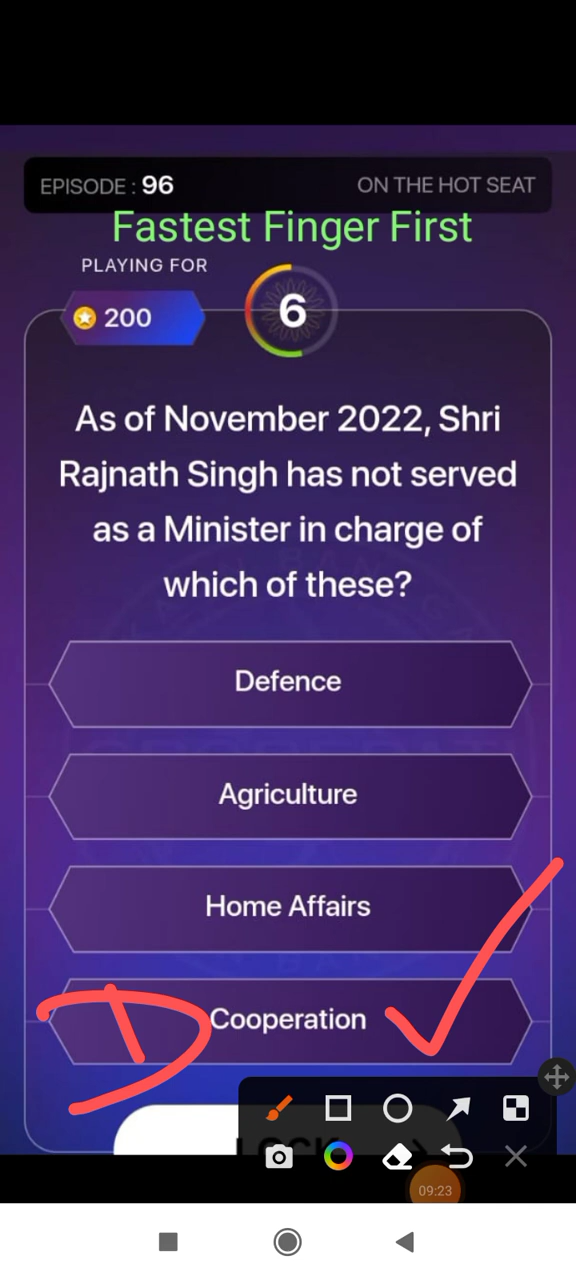 EPISODE : 96
ON THE HOT SEAT
Fastest Finger First
PLAYING FOR
200
6
As of November 2022, Shri
Rajnath Singh has not served
as a Minister in charge of
which of these?
Defence
Agriculture
Home Affairs
D Cooperation
09:23